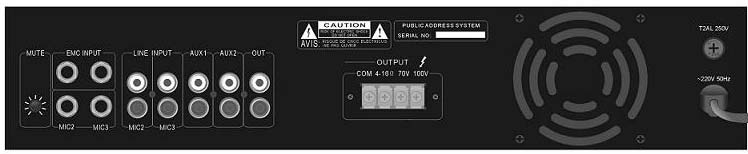 CAUTION
RISK OF ELECTRIC SHOCK
DO NOT OPEN
AVIS:
RISQUE DE CHOC ELECTRIQUE
NE PAS OUVRIR
PUBLIC ADDRESS SYSTEM
SERIAL NO:
T2AL 250V
MUTE
EMC INPUT
LINE INPUT
AUX1
AUX2
OUT
OUTPUT
COM 4-16Ω 70V 100V
~220V 50Hz
MIC2
MIC3
MIC2
MIC3